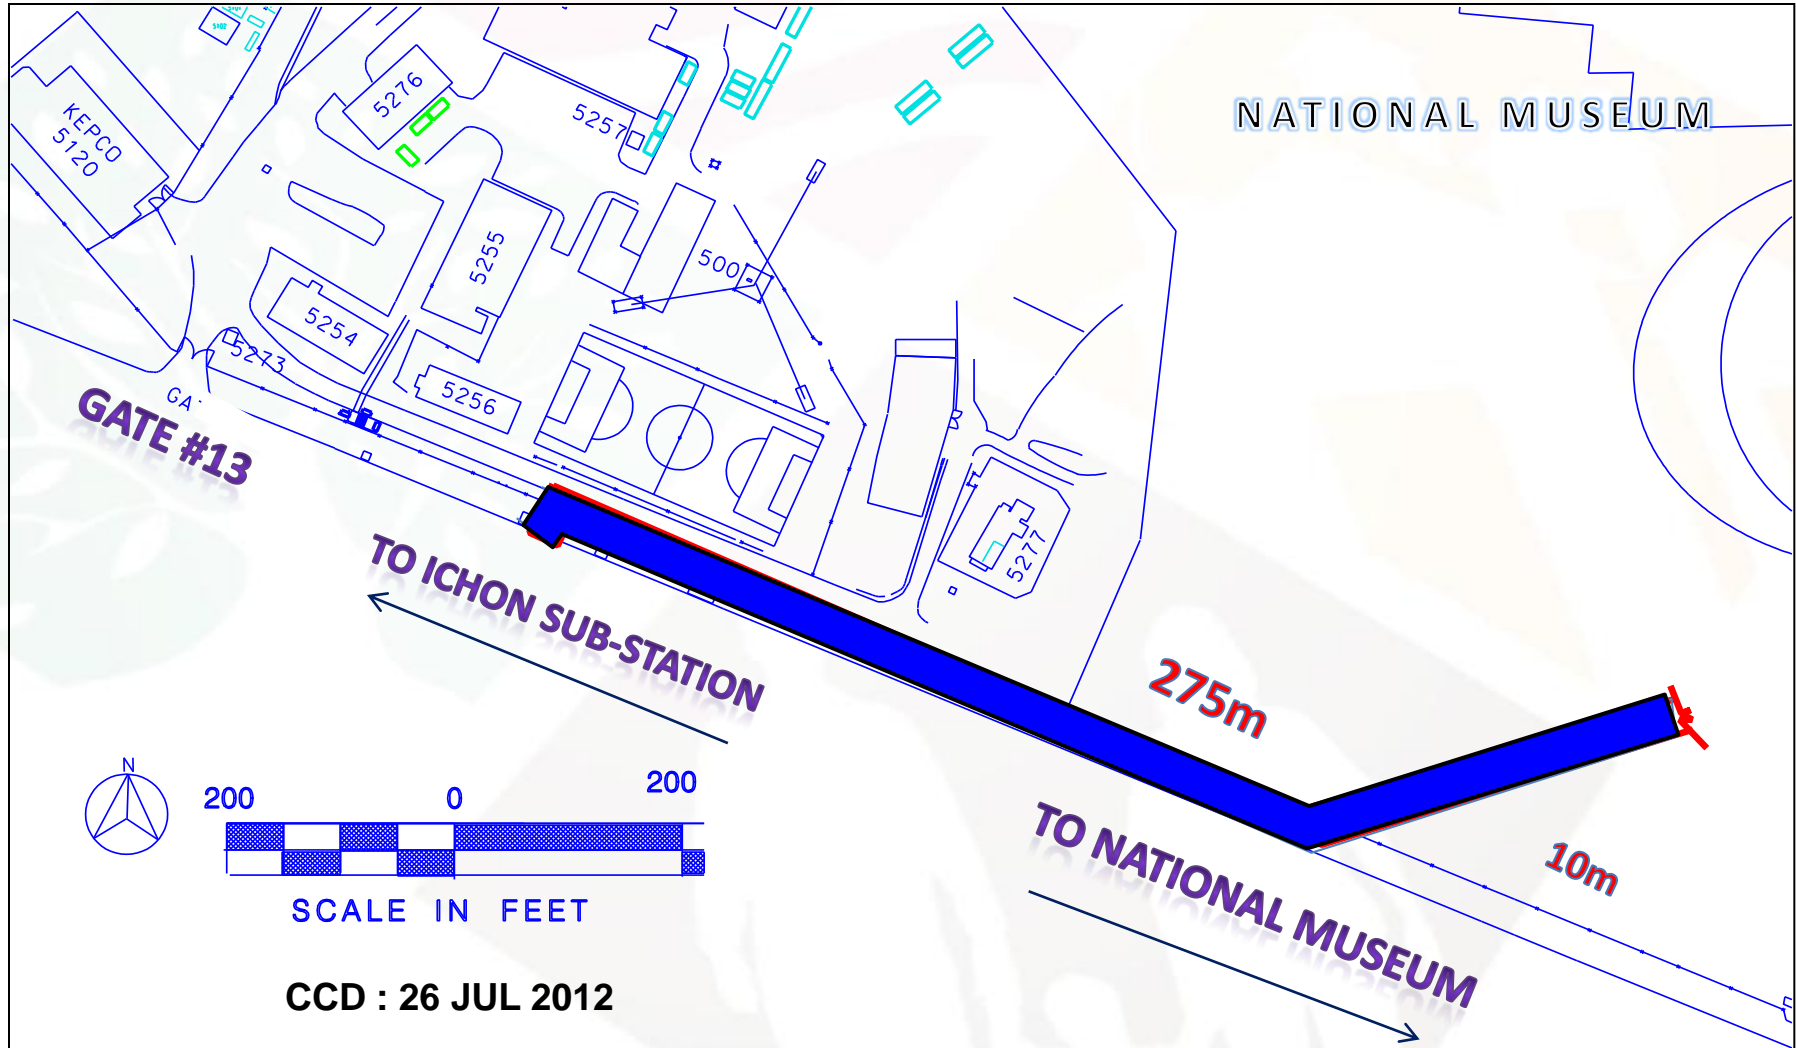 5276
KEPCO
5120
5257
NATIONAL MUSEUM
5255
500
5254
5273
GA
5256
GATE #13
5277
TO ICHON SUB-STATION
275m
N
200 0 200
SCALE IN FEET
TO NATIONAL MUSEUM
10m
CCD : 26 JUL 2012